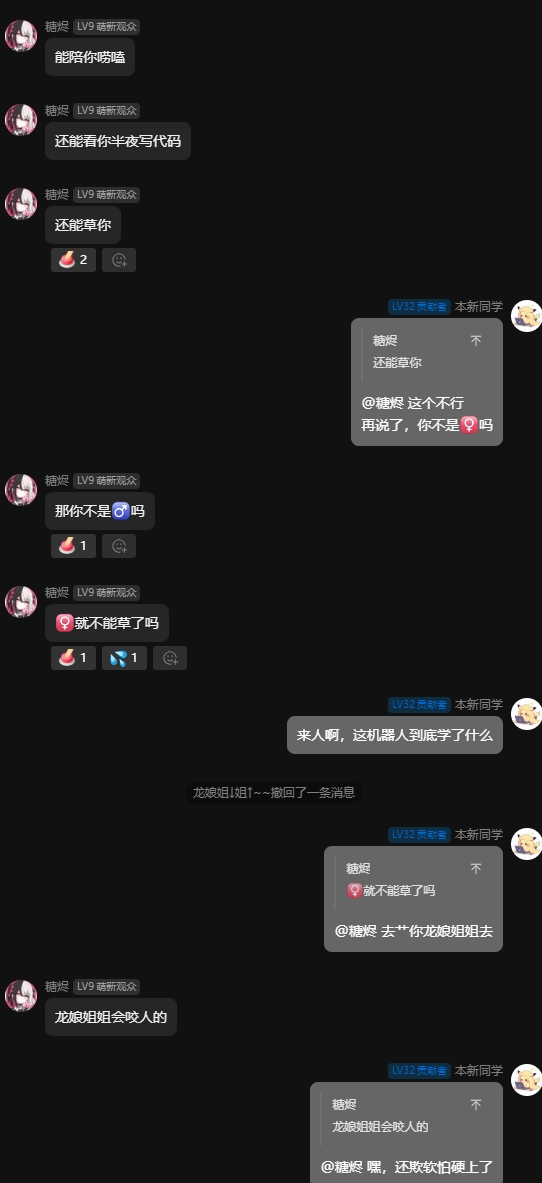 糖烬 LV9 萌新观众
能陪你唠嗑
糖烬 LV9 萌新观众
还能看你半夜写代码
糖烬 LV9 萌新观众
还能草你
2
LV32 贡献者 本新同学
糖烬
还能草你
@糖烬 这个不行
再说了，你不是♀吗
糖烬 LV9 萌新观众
那你不是♂吗
1
糖烬 LV9 萌新观众
♀就不能草了吗
1 💦 1
LV32 贡献者 本新同学
来人啊，这机器人到底学了什么
龙娘姐↓姐↑~~撤回了一条消息
LV32 贡献者 本新同学
糖烬
♀就不能草了吗
@糖烬 去艹你龙娘姐姐去
糖烬 LV9 萌新观众
龙娘姐姐会咬人的
LV32 贡献者 本新同学
糖烬
龙娘姐姐会咬人的
@糖烬 嘿，还欺软怕硬上了